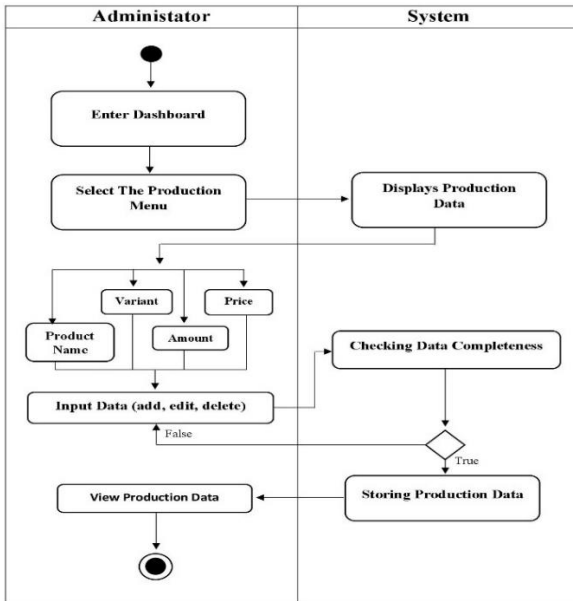 Administator
System
Enter Dashboard
Select The Production
Menu
Displays Production
Data
Variant
Price
Product
Name
Amount
Checking Data Completeness
Input Data (add, edit, delete)
False
True
View Production Data
Storing Production Data